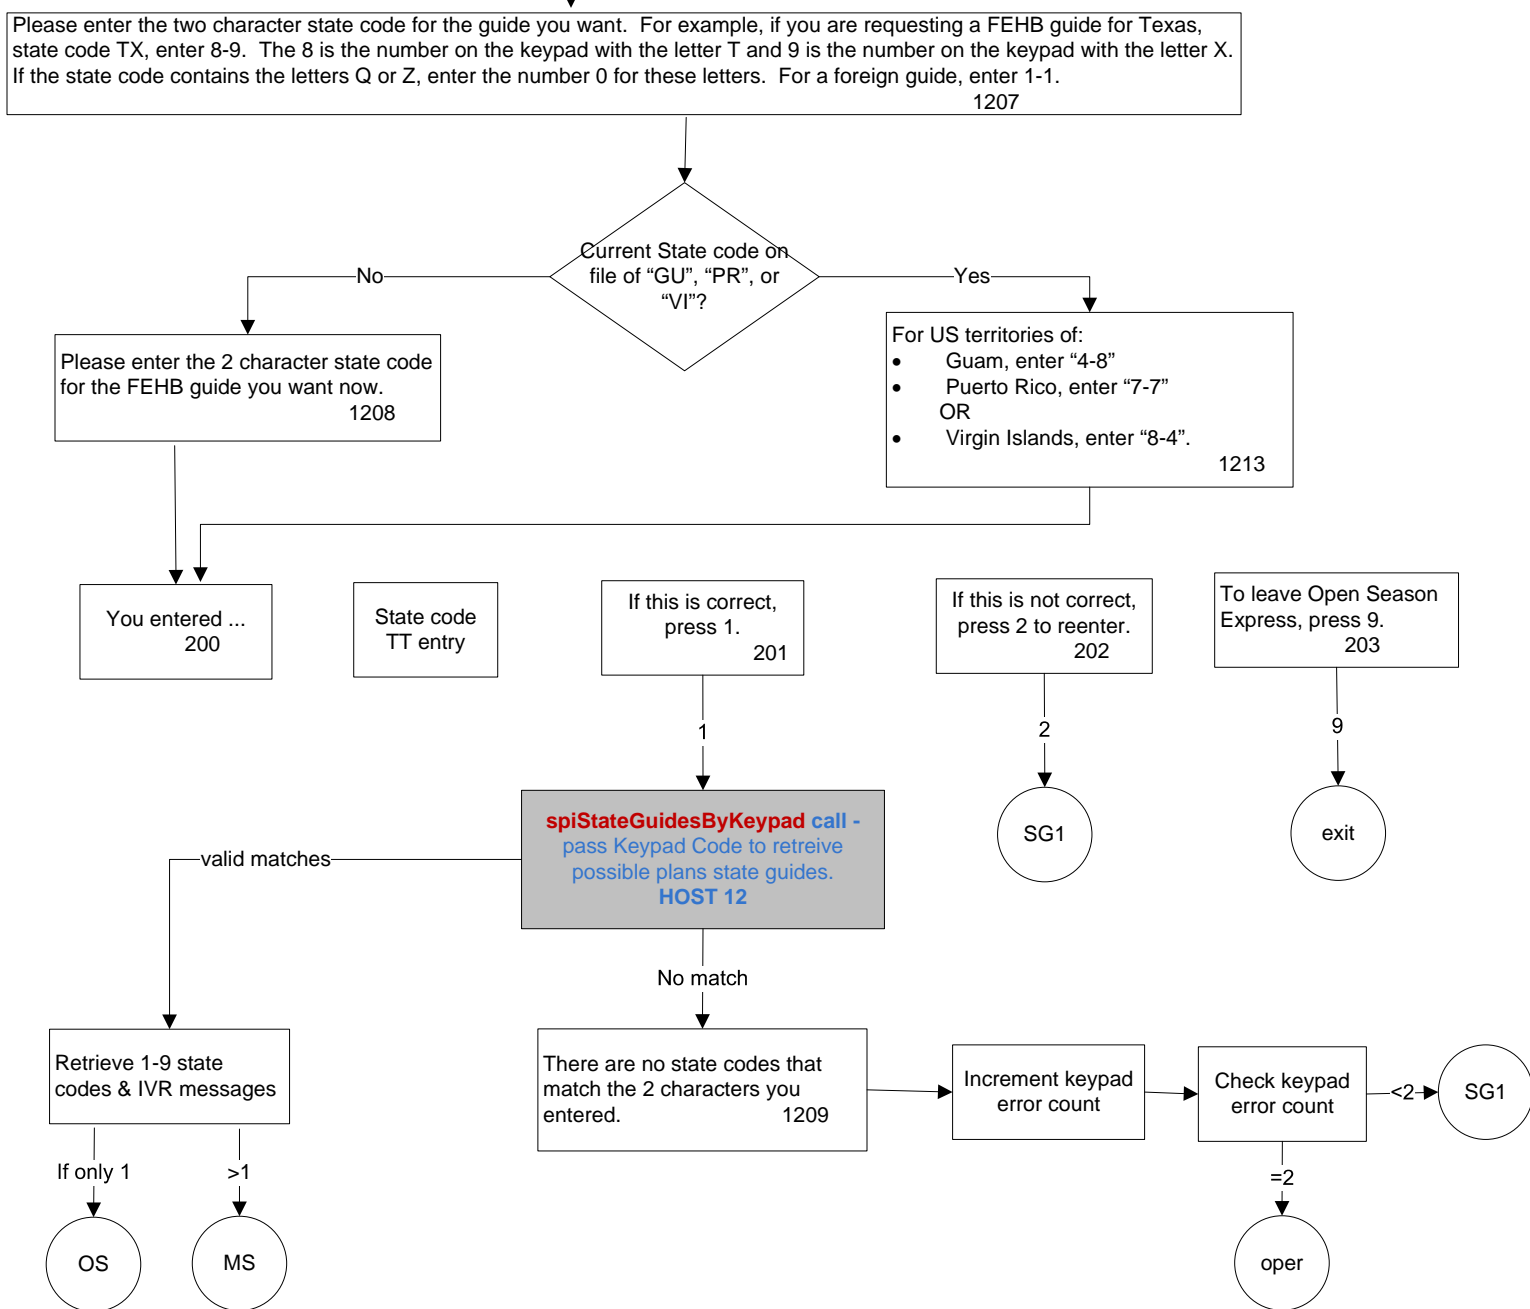 Please enter the two character state code for the guide you want.  For example, if you are requesting a FEHB guide for Texas,
state code TX, enter 8-9.  The 8 is the number on the keypad with the letter T and 9 is the number on the keypad with the letter X.
If the state code contains the letters Q or Z, enter the number 0 for these letters.  For a foreign guide, enter 1-1.
1207
Current State code on
file of “GU”, “PR”, or
“VI”?
No
Yes
Please enter the 2 character state code
for the FEHB guide you want now.
1208
For US territories of:
• Guam, enter “4-8”
• Puerto Rico, enter “7-7”
OR
• Virgin Islands, enter “8-4”.
1213
You entered ...
200
State code
TT entry
If this is correct,
press 1.
201
If this is not correct,
press 2 to reenter.
202
To leave Open Season
Express, press 9.
203
1
2
9
spiStateGuidesByKeypad call -
pass Keypad Code to retreive
possible plans state guides.
HOST 12
SG1
exit
valid matches
No match
Retrieve 1-9 state
codes & IVR messages
There are no state codes that
match the 2 characters you
entered.
1209
Increment keypad
error count
Check keypad
error count
<2
SG1
If only 1
>1
=2
OS
MS
oper